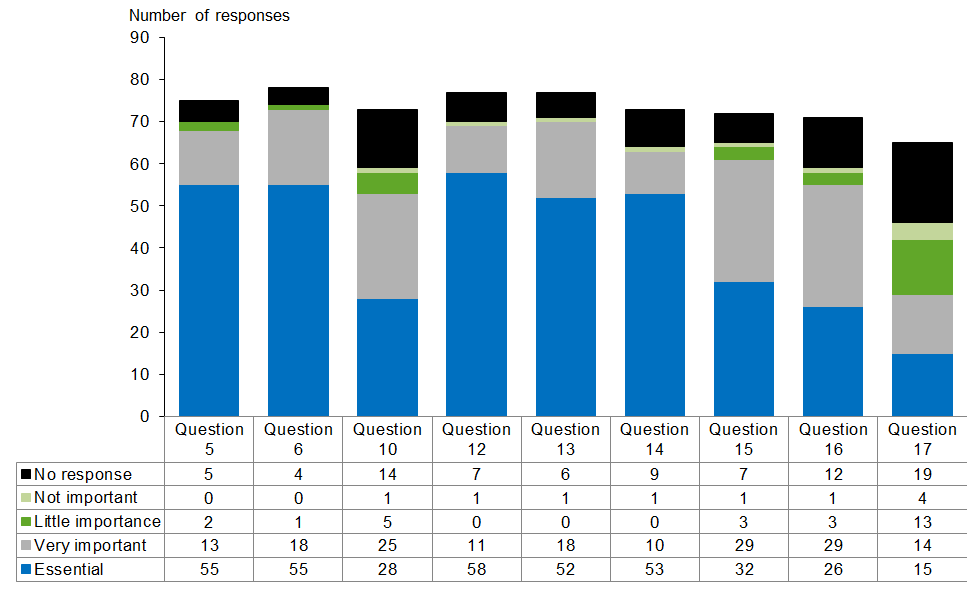 Number of responses
90
80
70
60
50
40
30
20
10
0
Question 5 Question 6 Question 10 Question 12 Question 13 Question 14 Question 15 Question 16 Question 17
No response 5 4 14 7 6 9 7 12 19
Not important 0 0 1 1 1 1 1 1 4
Little importance 2 1 5 0 0 0 3 3 13
Very important 13 18 25 11 18 10 29 29 14
Essential 55 55 28 58 52 53 32 26 15